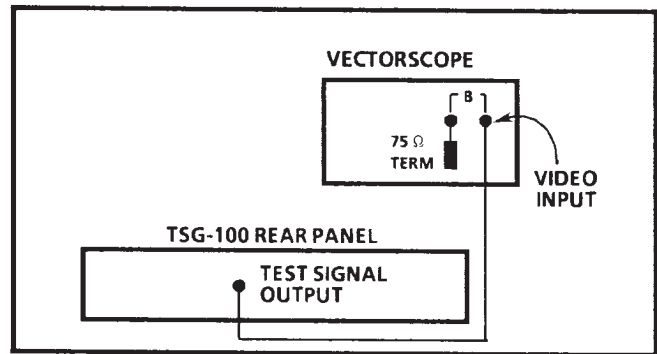 VECTORSCOPE
B
75 Ω
TERM
VIDEO
INPUT
TSG-100 REAR PANEL
TEST SIGNAL
OUTPUT